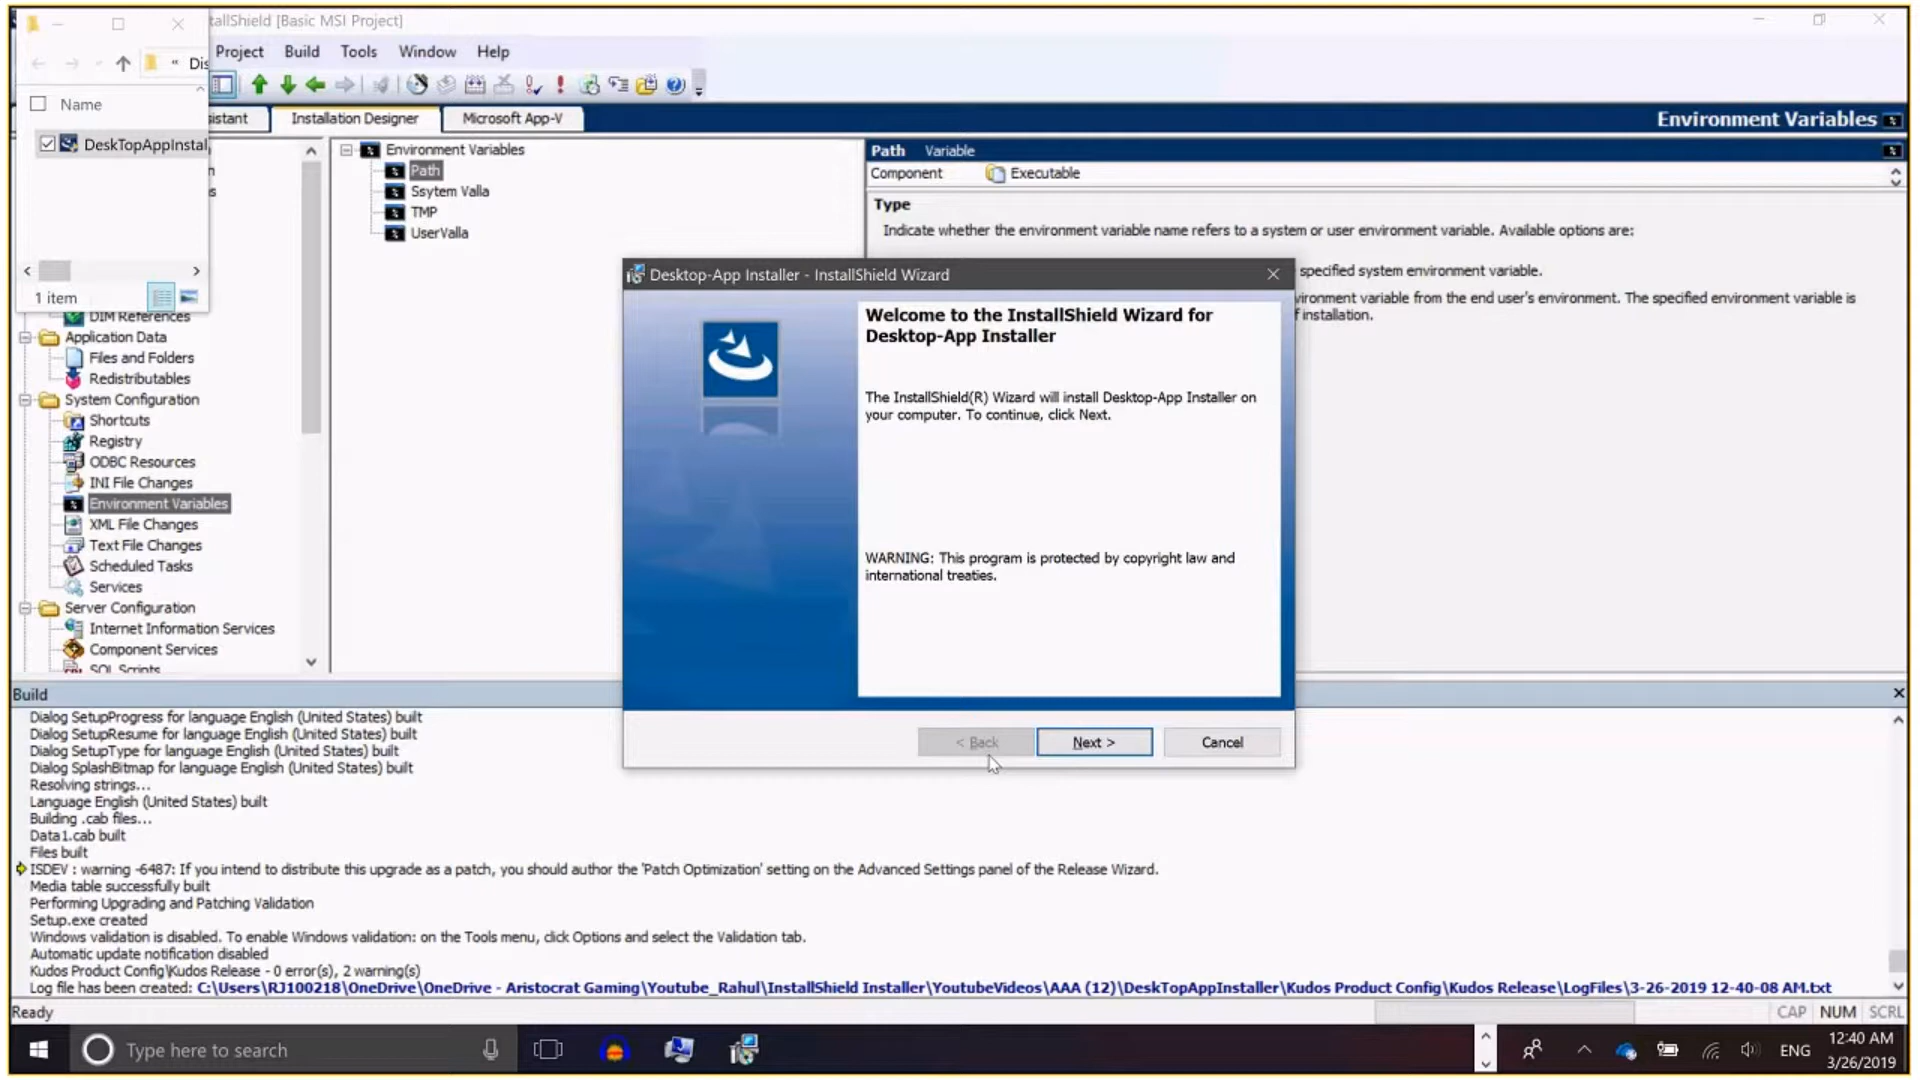 tallShield [Basic MSI Project]
Project Build Tools Window Help
« Dis
Name
DeskTopAppInstal
1 item
istant Installation Designer Microsoft App-V
Environment Variables
DIM References
Application Data
Files and Folders
Redistributables
System Configuration
Shortcuts
Registry
ODBC Resources
INI File Changes
Environment Variables
XML File Changes
Text File Changes
Scheduled Tasks
Services
Server Configuration
Internet Information Services
Component Services
SQL Scripts
Environment Variables
Path
Ssytem Valla
TMP
UserValla
Path Variable
Component Executable
Type
Indicate whether the environment variable name refers to a system or user environment variable. Available options are:
specified system environment variable.
vironment variable from the end user's environment. The specified environment variable is
f installation.
Desktop-App Installer - InstallShield Wizard
Welcome to the InstallShield Wizard for
Desktop-App Installer
The InstallShield(R) Wizard will install Desktop-App Installer on
your computer. To continue, click Next.
WARNING: This program is protected by copyright law and
international treaties.
< Back Next > Cancel
Build
Dialog SetupProgress for language English (United States) built
Dialog SetupResume for language English (United States) built
Dialog SetupType for language English (United States) built
Dialog SplashBitmap for language English (United States) built
Resolving strings...
Language English (United States) built
Building .cab files...
Data1.cab built
Files built
ISDEV : warning -6487: If you intend to distribute this upgrade as a patch, you should author the 'Patch Optimization' setting on the Advanced Settings panel of the Release Wizard.
Media table successfully built
Performing Upgrading and Patching Validation
Setup.exe created
Windows validation is disabled. To enable Windows validation: on the Tools menu, click Options and select the Validation tab.
Automatic update notification disabled
Kudos Product Config\Kudos Release - 0 error(s), 2 warning(s)
Log file has been created: C:\Users\RJ100218\OneDrive\OneDrive - Aristocrat Gaming\Youtube_Rahul\InstallShield Installer\YoutubeVideos\AAA (12)\DeskTopAppInstaller\Kudos Product Config\Kudos Release\LogFiles\3-26-2019 12-40-08 AM.txt
Ready
CAP NUM SCRL
Type here to search
ENG
12:40 AM
3/26/2019